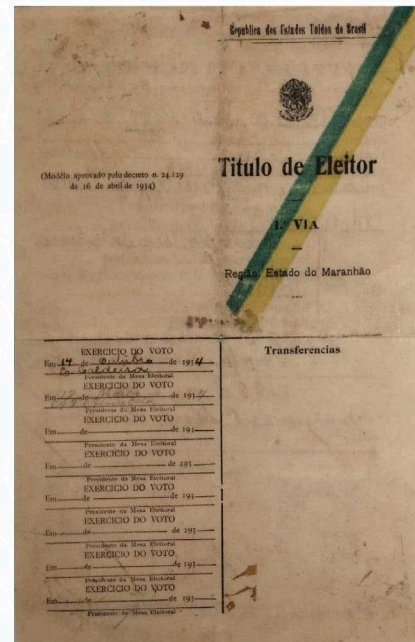 Republica dos Estados Unidos do Brasil
(Modêlo aprovado pelo decreto n. 24.129
de 16 de abril de 1934)
Titulo de Eleitor
1.ª VIA
Região: Estado do Maranhão
EXERCICIO DO VOTO
Em 14 de Outubro de 1934
Presidente da Mesa Eleitoral
EXERCICIO DO VOTO
Em de de 193
Presidente da Mesa Eleitoral
EXERCICIO DO VOTO
Em de de 193
Presidente da Mesa Eleitoral
EXERCICIO DO VOTO
Em de de 193
Presidente da Mesa Eleitoral
EXERCICIO DO VOTO
Em de de 193
Presidente da Mesa Eleitoral
EXERCICIO DO VOTO
Em de de 193
Presidente da Mesa Eleitoral
EXERCICIO DO VOTO
Em de de 193
Presidente da Mesa Eleitoral
EXERCICIO DO VOTO
Em de de 193
Presidente da Mesa Eleitoral
Transferencias